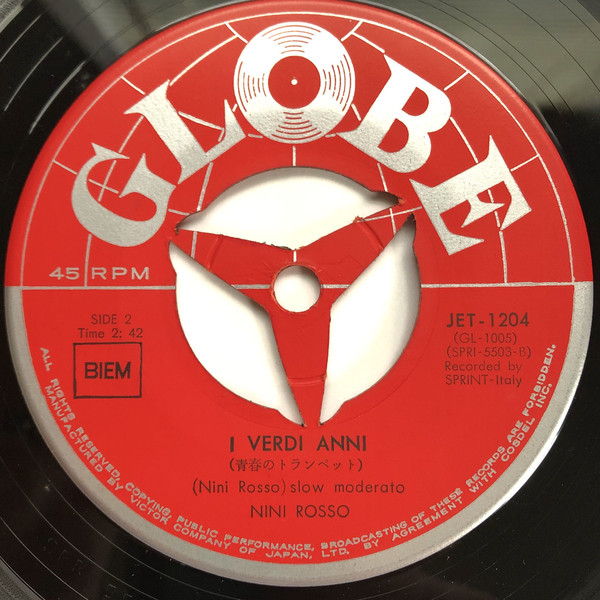 GLOBE
45 RPM
SIDE 2
Time 2: 42
BIEM
JET-1204
(GL-1005)
(SPRI-5503-B)
Recorded by
SPRINT-Italy
I VERDI ANNI
(青春のトランペット)
(Nini Rosso) slow moderato
NINI ROSSO
ALL RIGHTS RESERVED, COPYING, PUBLIC PERFORMANCE, BROADCASTING OF THESE RECORDS ARE FORBIDDEN.
MANUFACTURED BY VICTOR COMPANY OF JAPAN, LTD. BY AGREEMENT WITH COSDEL INC.